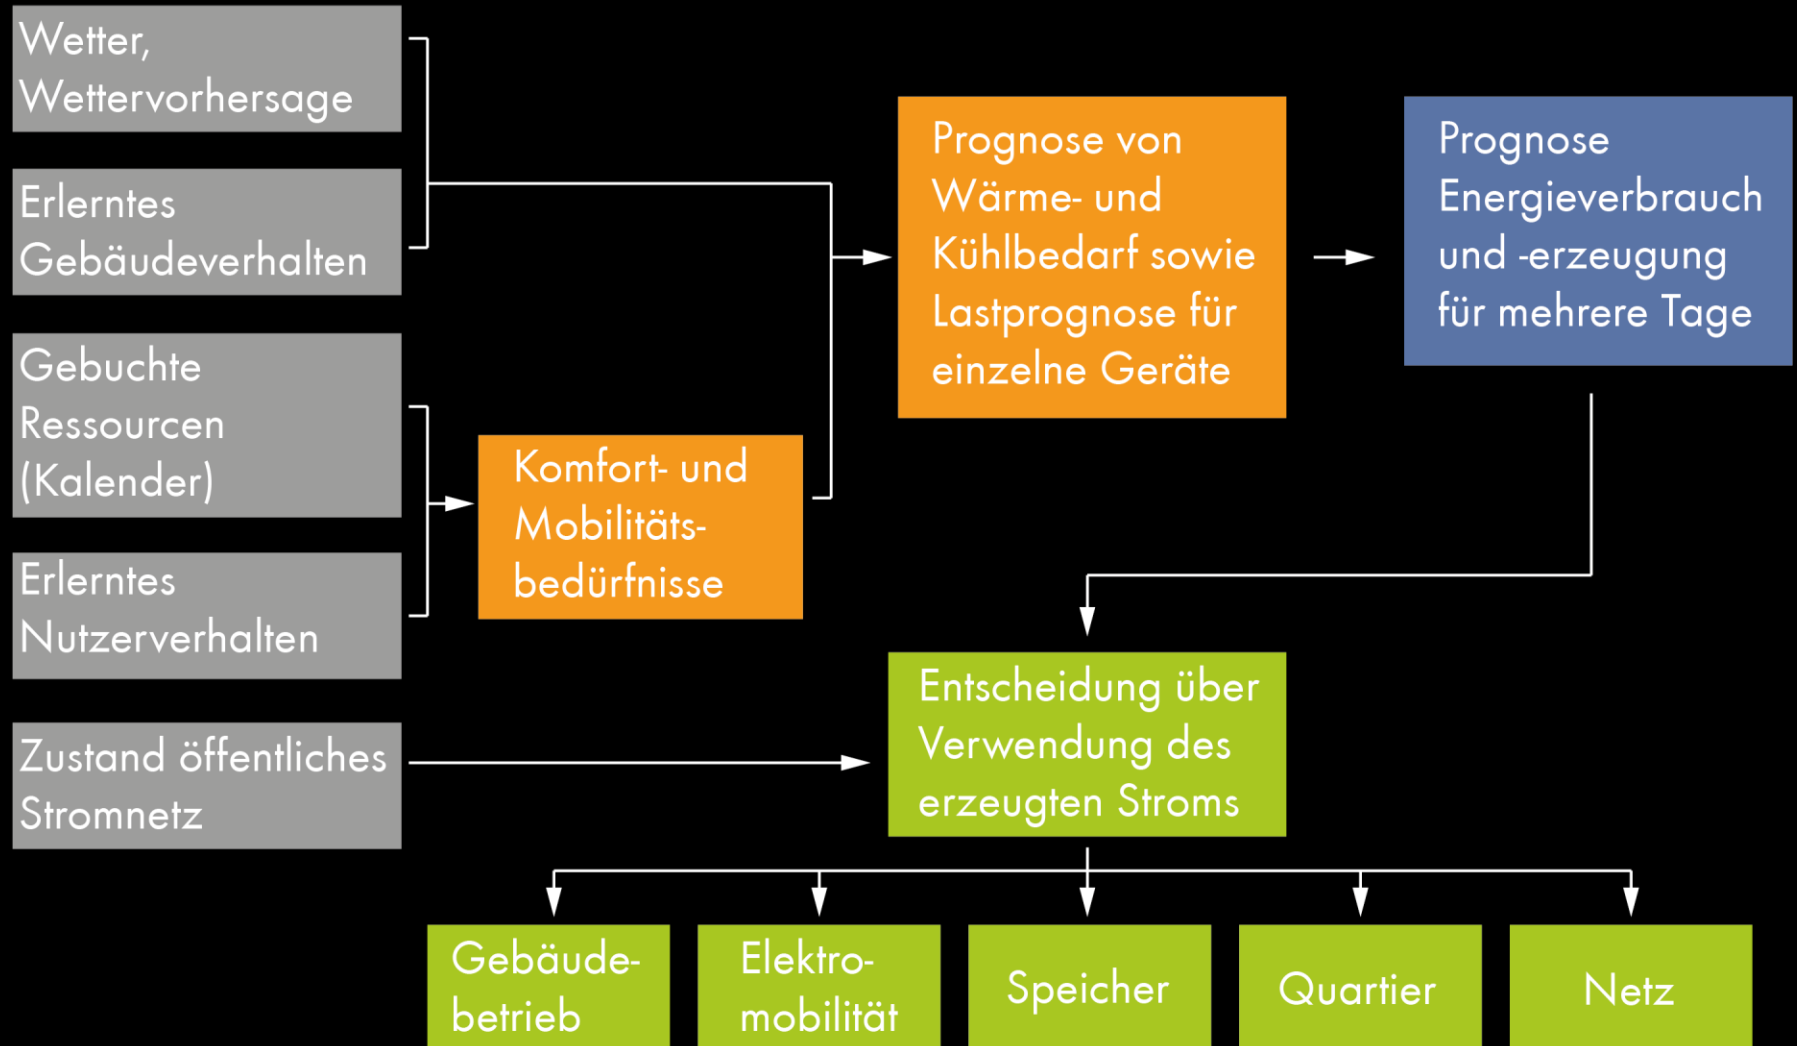 Wetter,
Wettervorhersage
Erlerntes
Gebäudeverhalten
Gebuchte
Ressourcen
(Kalender)
Erlerntes
Nutzerverhalten
Zustand öffentliches
Stromnetz
Komfort- und
Mobilitäts-
bedürfnisse
Prognose von
Wärme- und
Kühlbedarf sowie
Lastprognose für
einzelne Geräte
Prognose
Energieverbrauch
und -erzeugung
für mehrere Tage
Entscheidung über
Verwendung des
erzeugten Stroms
Gebäude-
betrieb
Elektro-
mobilität
Speicher
Quartier
Netz